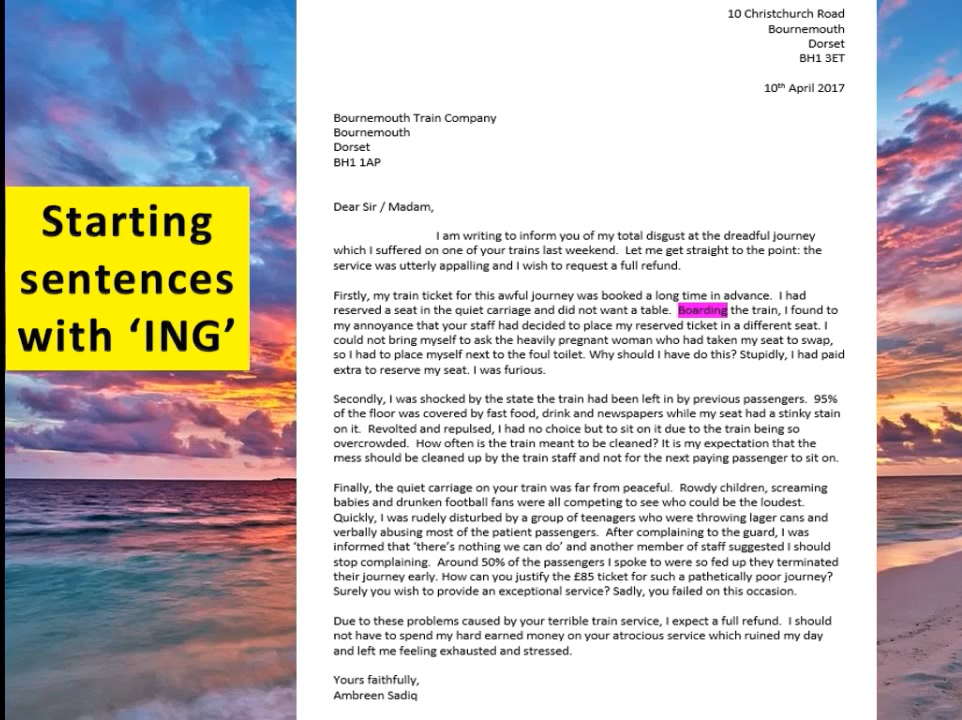 Starting
sentences
with ‘ING’
10 Christchurch Road
Bournemouth
Dorset
BH1 3ET
10th April 2017
Bournemouth Train Company
Bournemouth
Dorset
BH1 1AP
Dear Sir / Madam,
I am writing to inform you of my total disgust at the dreadful journey
which I suffered on one of your trains last weekend.  Let me get straight to the point: the
service was utterly appalling and I wish to request a full refund.
Firstly, my train ticket for this awful journey was booked a long time in advance.  I had
reserved a seat in the quiet carriage and did not want a table.  Boarding the train, I found to
my annoyance that your staff had decided to place my reserved ticket in a different seat. I
could not bring myself to ask the heavily pregnant woman who had taken my seat to swap,
so I had to place myself next to the foul toilet. Why should I have do this? Stupidly, I had paid
extra to reserve my seat. I was furious.
Secondly, I was shocked by the state the train had been left in by previous passengers.  95%
of the floor was covered by fast food, drink and newspapers while my seat had a stinky stain
on it.  Revolted and repulsed, I had no choice but to sit on it due to the train being so
overcrowded.  How often is the train meant to be cleaned? It is my expectation that the
mess should be cleaned up by the train staff and not for the next paying passenger to sit on.
Finally, the quiet carriage on your train was far from peaceful.  Rowdy children, screaming
babies and drunken football fans were all competing to see who could be the loudest.
Quickly, I was rudely disturbed by a group of teenagers who were throwing lager cans and
verbally abusing most of the patient passengers.  After complaining to the guard, I was
informed that ‘there’s nothing we can do’ and another member of staff suggested I should
stop complaining.  Around 50% of the passengers I spoke to were so fed up they terminated
their journey early. How can you justify the £85 ticket for such a pathetically poor journey?
Surely you wish to provide an exceptional service? Sadly, you failed on this occasion.
Due to these problems caused by your terrible train service, I expect a full refund.  I should
not have to spend my hard earned money on your atrocious service which ruined my day
and left me feeling exhausted and stressed.
Yours faithfully,
Ambreen Sadiq